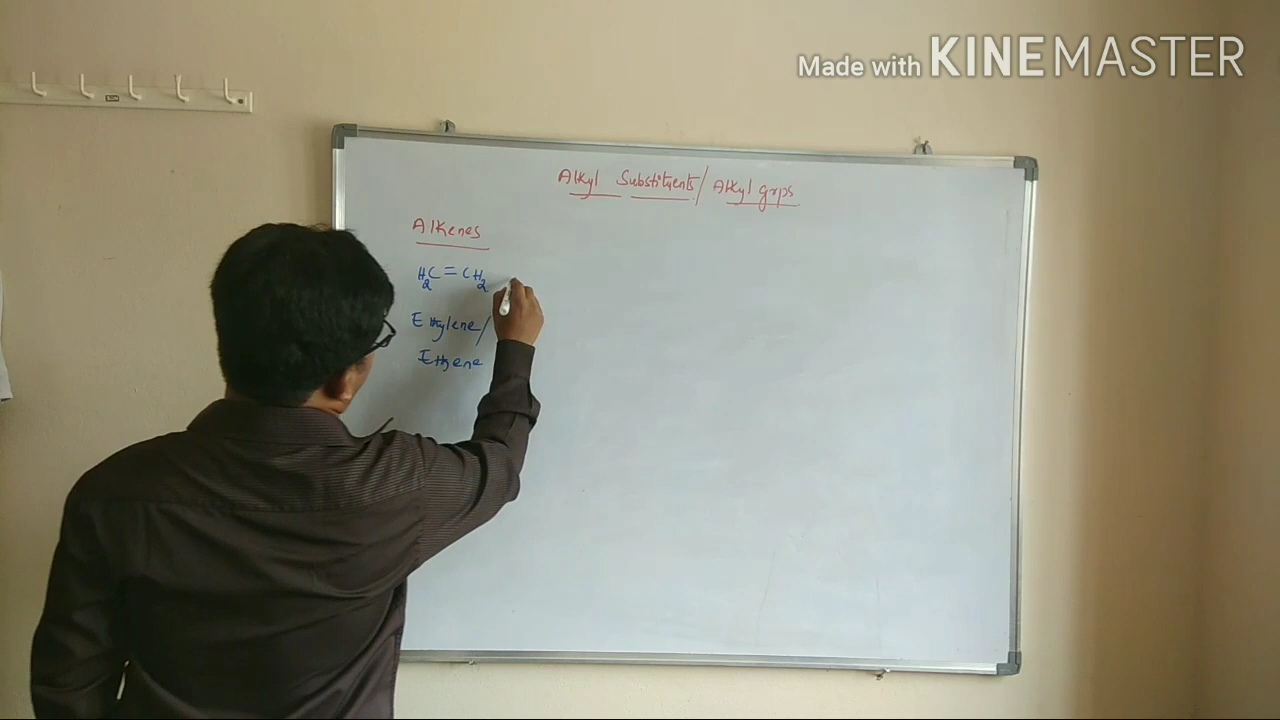 Made with KINEMASTER
Alkyl Substituents/Alkyl grps
Alkenes
H₂C=CH₂
Ethylene/
Ethene